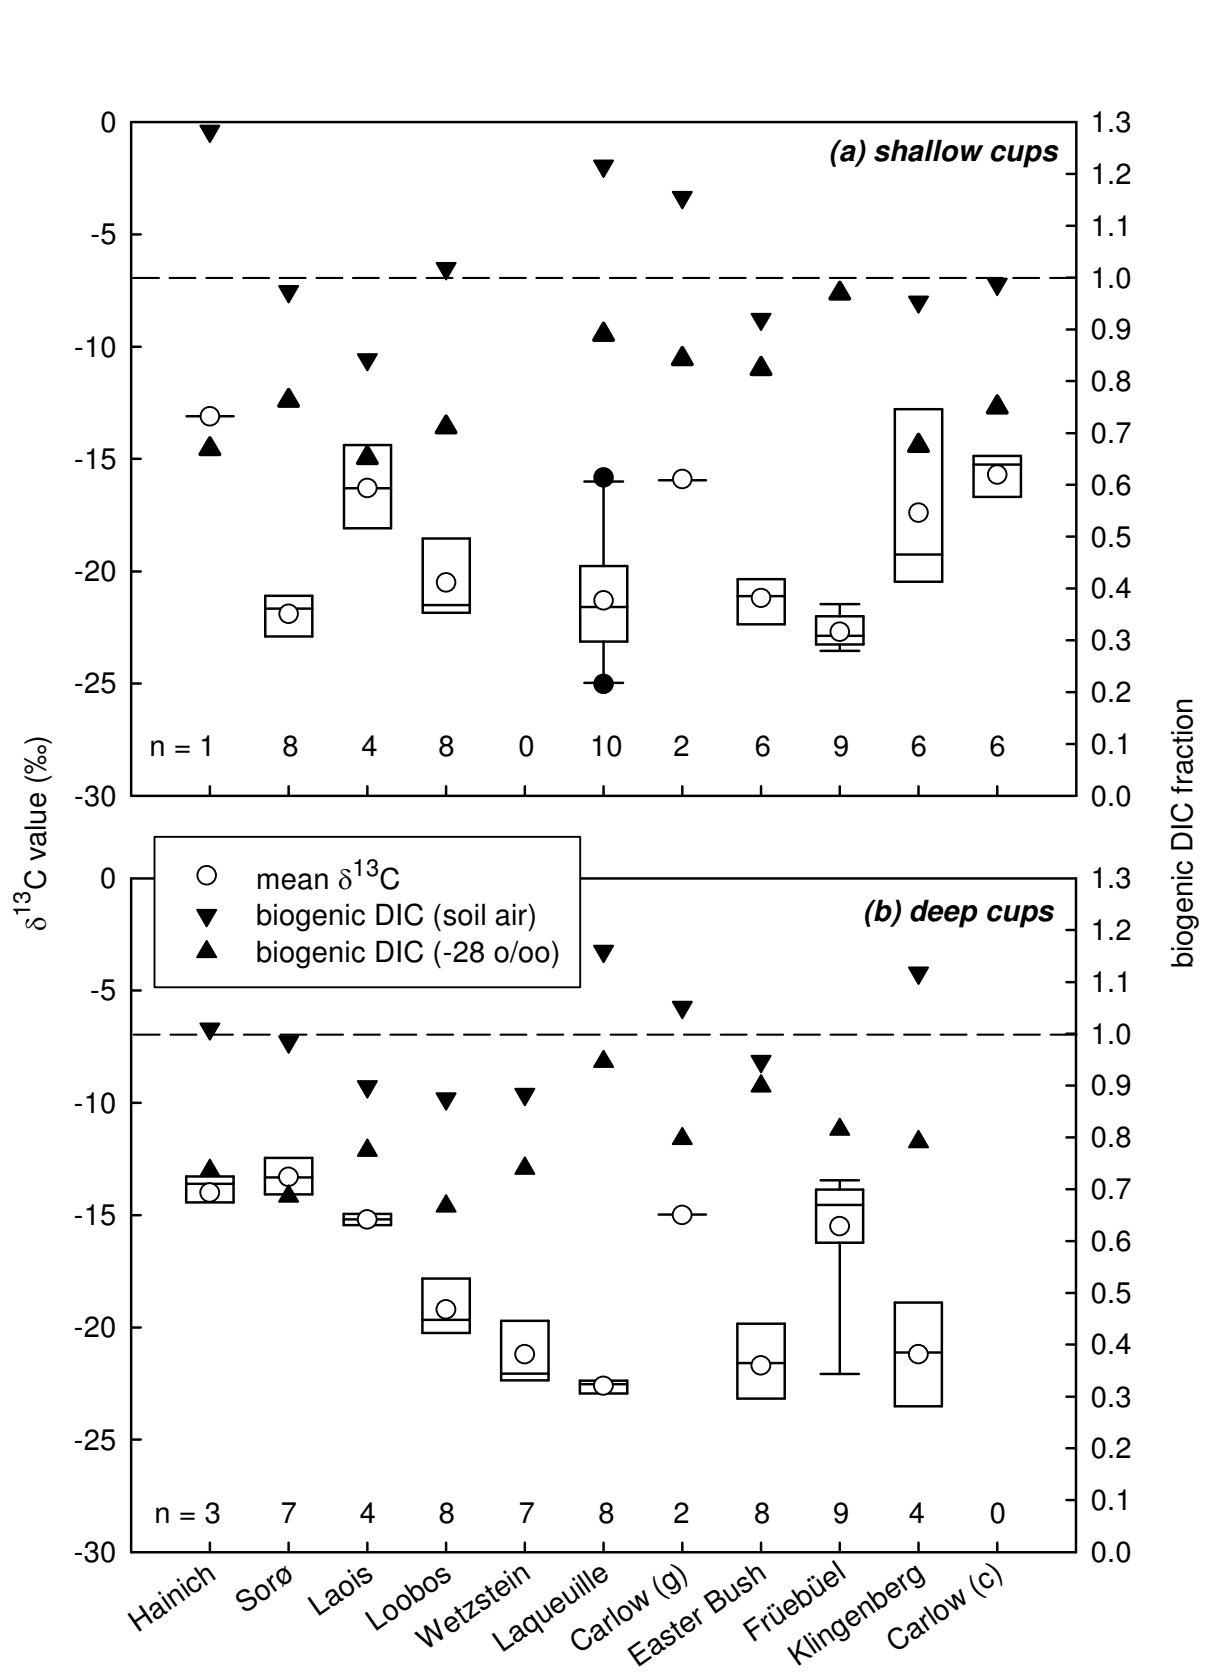 (a) shallow cups
0
-5
-10
-15
-20
-25
-30
1.3
1.2
1.1
1.0
0.9
0.8
0.7
0.6
0.5
0.4
0.3
0.2
0.1
0.0
n = 1 8 4 8 0 10 2 6 9 6 6
δ13C value (‰)
biogenic DIC fraction
mean δ13C
biogenic DIC (soil air)
biogenic DIC (-28 o/oo)
(b) deep cups
0
-5
-10
-15
-20
-25
-30
1.3
1.2
1.1
1.0
0.9
0.8
0.7
0.6
0.5
0.4
0.3
0.2
0.1
0.0
n = 3 7 4 8 7 8 2 8 9 4 0
Hainich
Sorø
Laois
Loobos
Wetzstein
Laqueuille
Carlow (g)
Easter Bush
Früebüel
Klingenberg
Carlow (c)